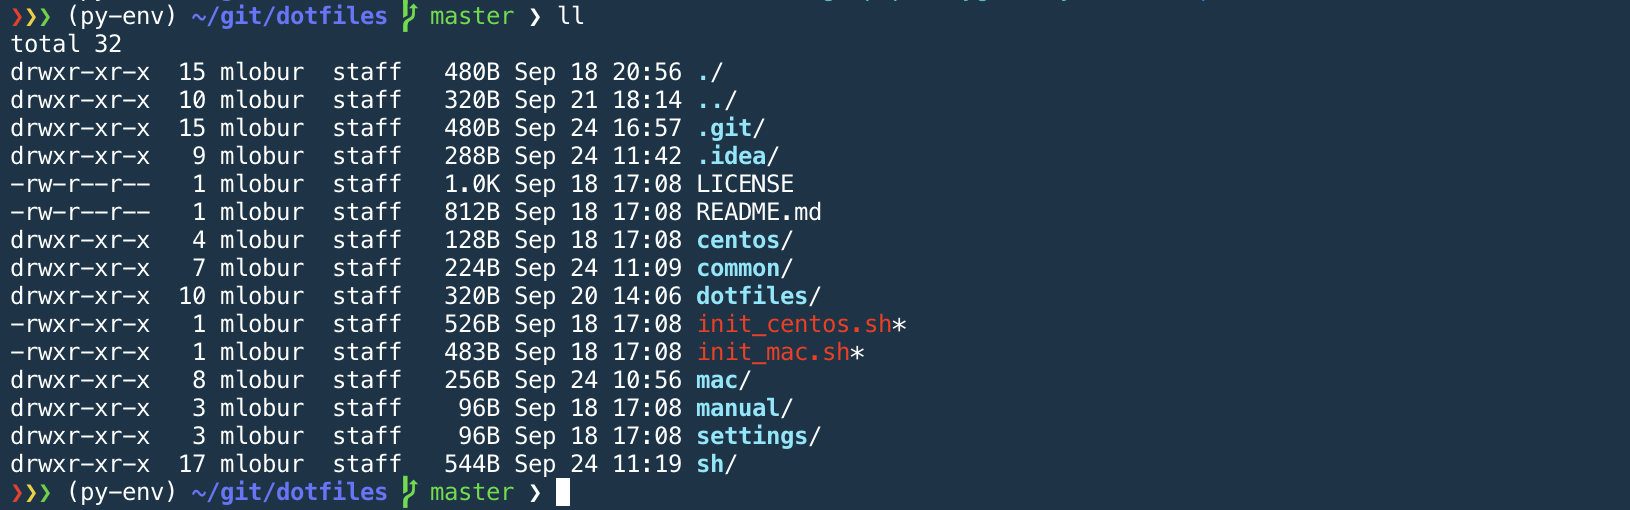 ❯❯❯ (py-env) ~/git/dotfiles master ❯ ll
total 32
drwxr-xr-x  15 mlobur  staff   480B Sep 18 20:56 ./
drwxr-xr-x  10 mlobur  staff   320B Sep 21 18:14 ../
drwxr-xr-x  15 mlobur  staff   480B Sep 24 16:57 .git/
drwxr-xr-x   9 mlobur  staff   288B Sep 24 11:42 .idea/
-rw-r--r--   1 mlobur  staff   1.0K Sep 18 17:08 LICENSE
-rw-r--r--   1 mlobur  staff   812B Sep 18 17:08 README.md
drwxr-xr-x   4 mlobur  staff   128B Sep 18 17:08 centos/
drwxr-xr-x   7 mlobur  staff   224B Sep 24 11:09 common/
drwxr-xr-x  10 mlobur  staff   320B Sep 20 14:06 dotfiles/
-rwxr-xr-x   1 mlobur  staff   526B Sep 18 17:08 init_centos.sh*
-rwxr-xr-x   1 mlobur  staff   483B Sep 18 17:08 init_mac.sh*
drwxr-xr-x   8 mlobur  staff   256B Sep 24 10:56 mac/
drwxr-xr-x   3 mlobur  staff    96B Sep 18 17:08 manual/
drwxr-xr-x   3 mlobur  staff    96B Sep 18 17:08 settings/
drwxr-xr-x  17 mlobur  staff   544B Sep 24 11:19 sh/
❯❯❯ (py-env) ~/git/dotfiles master ❯